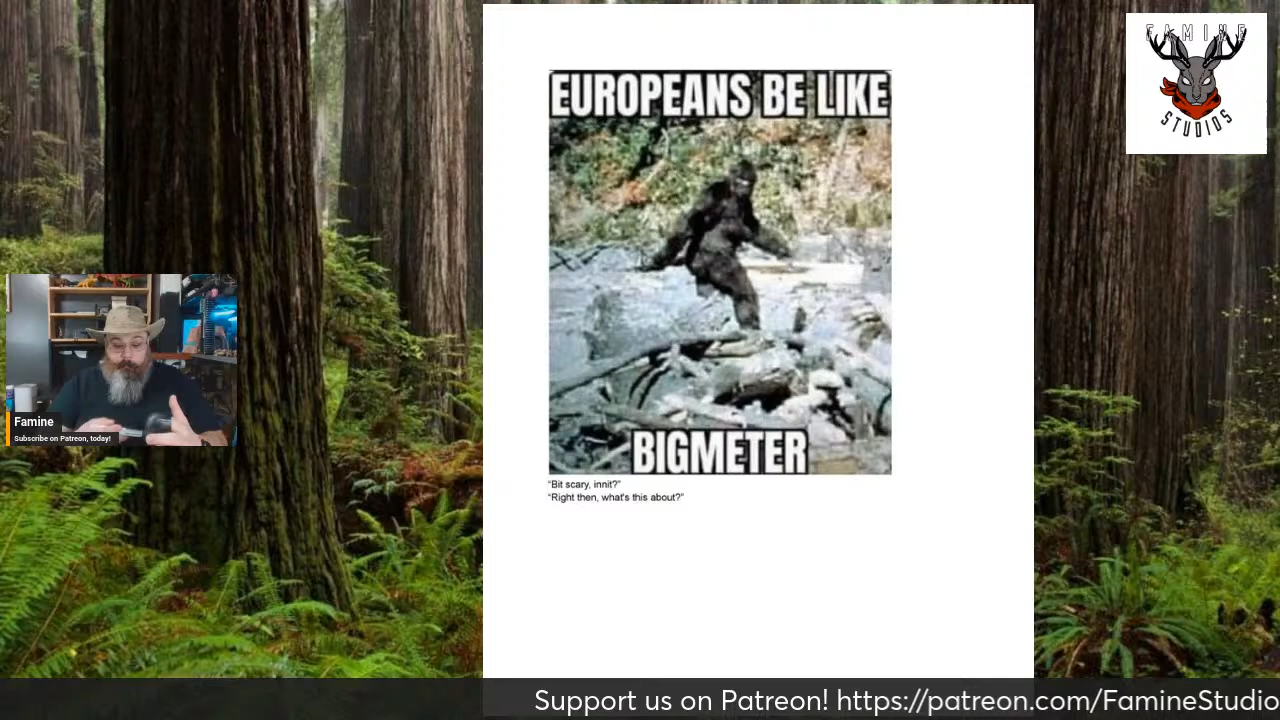 FAMINE
STUDIOS
EUROPEANS BE LIKE
BIGMETER
“Bit scary, innit?”
“Right then, what's this about?”
Famine
Subscribe on Patreon, today!
Support us on Patreon! https://patreon.com/FamineStudio